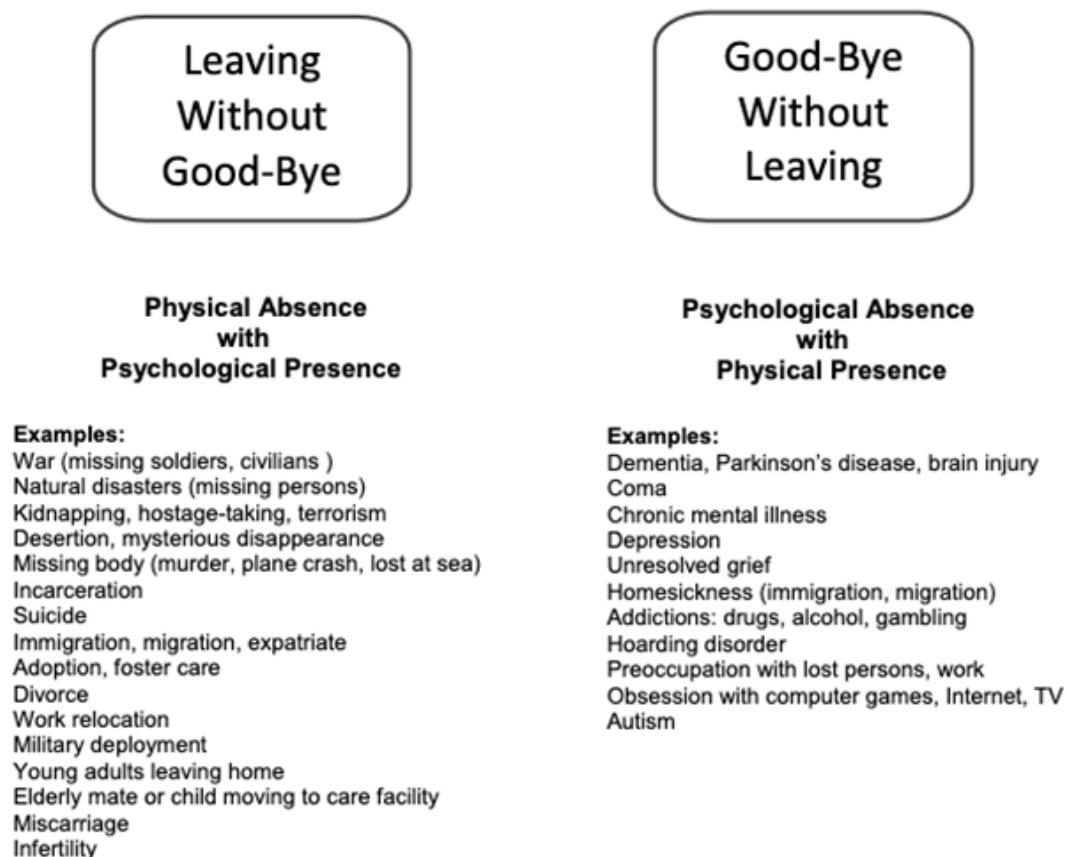 Leaving
Without
Good-Bye
Physical Absence
with
Psychological Presence
Examples:
War (missing soldiers, civilians )
Natural disasters (missing persons)
Kidnapping, hostage-taking, terrorism
Desertion, mysterious disappearance
Missing body (murder, plane crash, lost at sea)
Incarceration
Suicide
Immigration, migration, expatriate
Adoption, foster care
Divorce
Work relocation
Military deployment
Young adults leaving home
Elderly mate or child moving to care facility
Miscarriage
Infertility
Good-Bye
Without
Leaving
Psychological Absence
with
Physical Presence
Examples:
Dementia, Parkinson's disease, brain injury
Coma
Chronic mental illness
Depression
Unresolved grief
Homesickness (immigration, migration)
Addictions: drugs, alcohol, gambling
Hoarding disorder
Preoccupation with lost persons, work
Obsession with computer games, Internet, TV
Autism